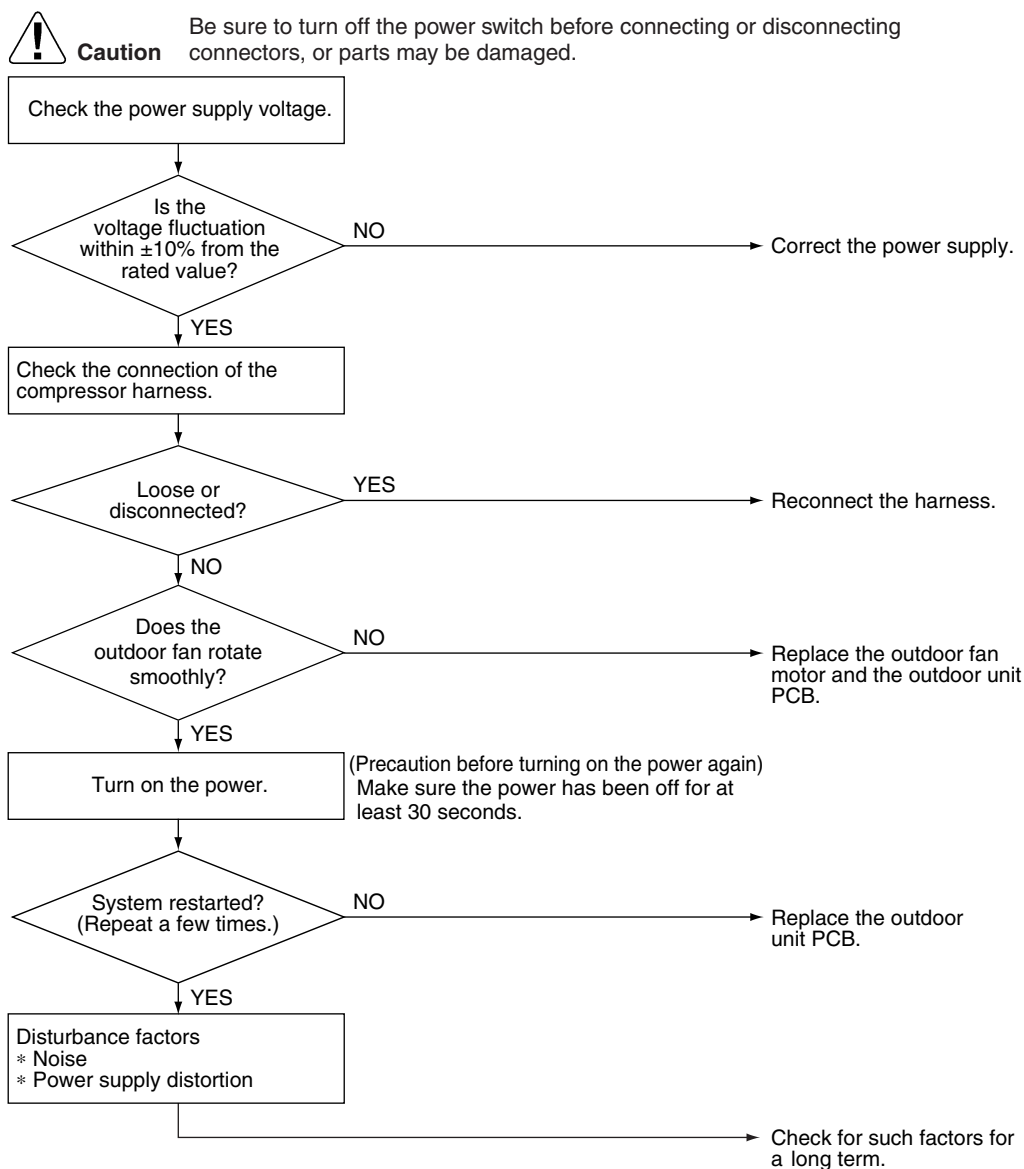 Be sure to turn off the power switch before connecting or disconnecting
Caution connectors, or parts may be damaged.
Check the power supply voltage.
Is the
voltage fluctuation
within ±10% from the
rated value?
NO
Correct the power supply.
YES
Check the connection of the
compressor harness.
Loose or
disconnected?
YES
Reconnect the harness.
NO
Does the
outdoor fan rotate
smoothly?
NO
Replace the outdoor fan
motor and the outdoor unit
PCB.
YES
Turn on the power.
(Precaution before turning on the power again)
Make sure the power has been off for at
least 30 seconds.
System restarted?
(Repeat a few times.)
NO
Replace the outdoor
unit PCB.
YES
Disturbance factors
∗ Noise
∗ Power supply distortion
Check for such factors for
a long term.